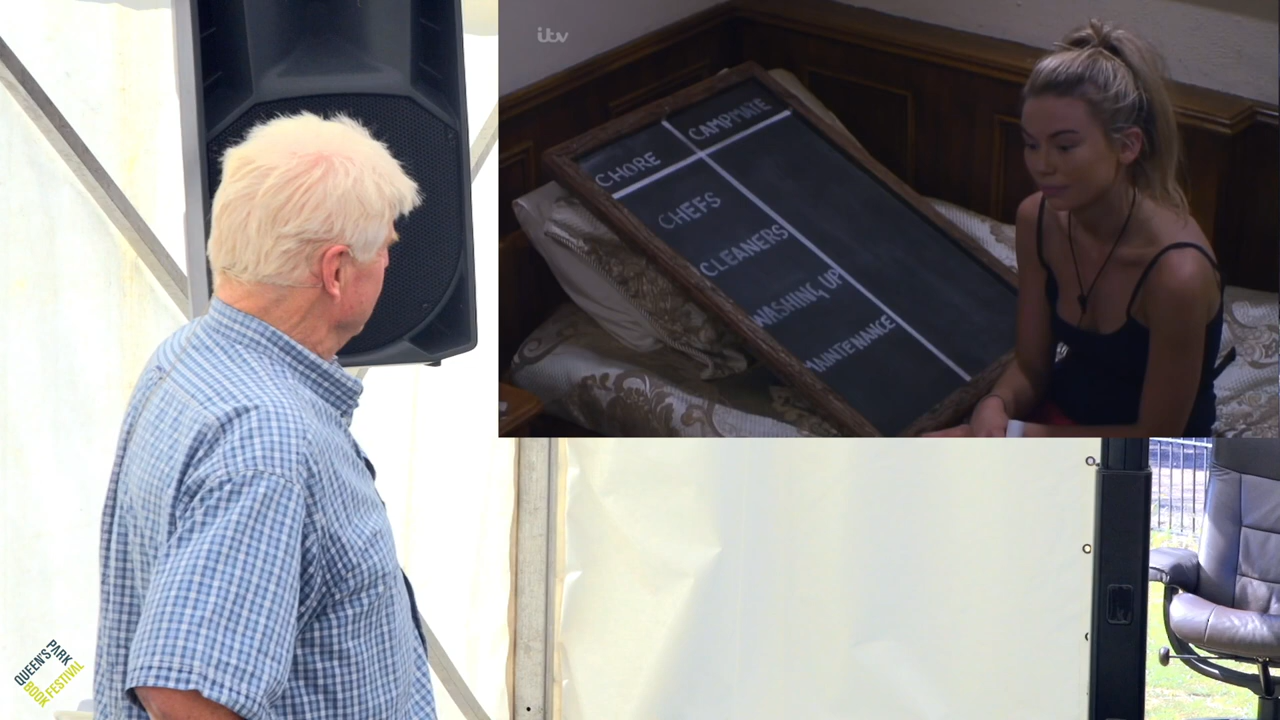 itv
CHORE
CAMPMATE
CHEFS
CLEANERS
WASHING UP
MAINTENANCE
QUEEN'S PARK
BOOK FESTIVAL